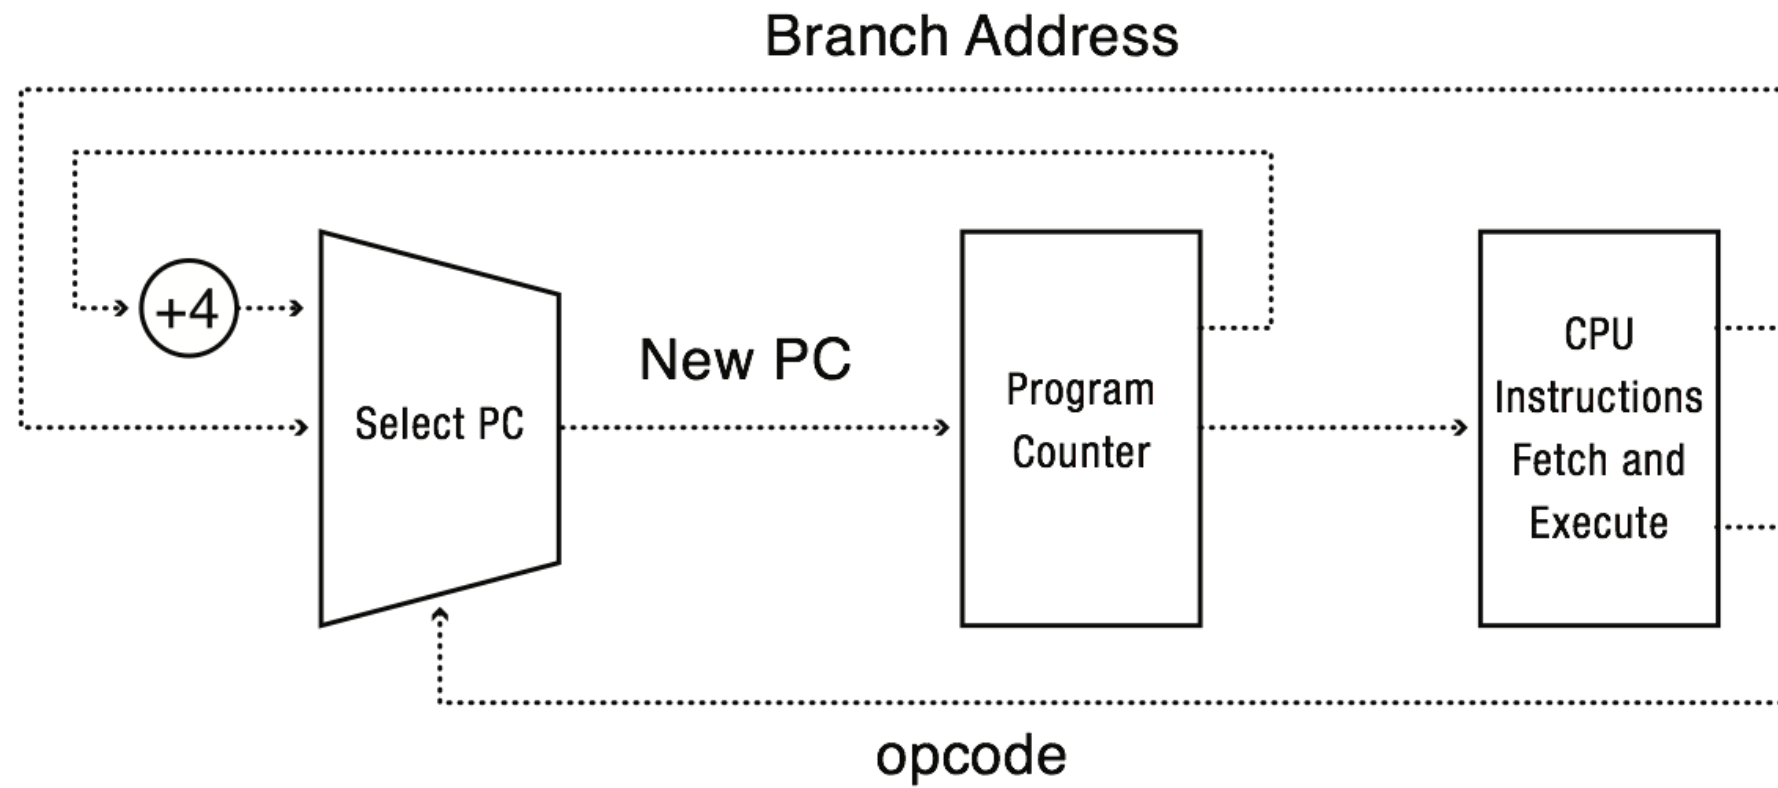 Branch Address
+4
Select PC
New PC
Program
Counter
CPU
Instructions
Fetch and
Execute
opcode